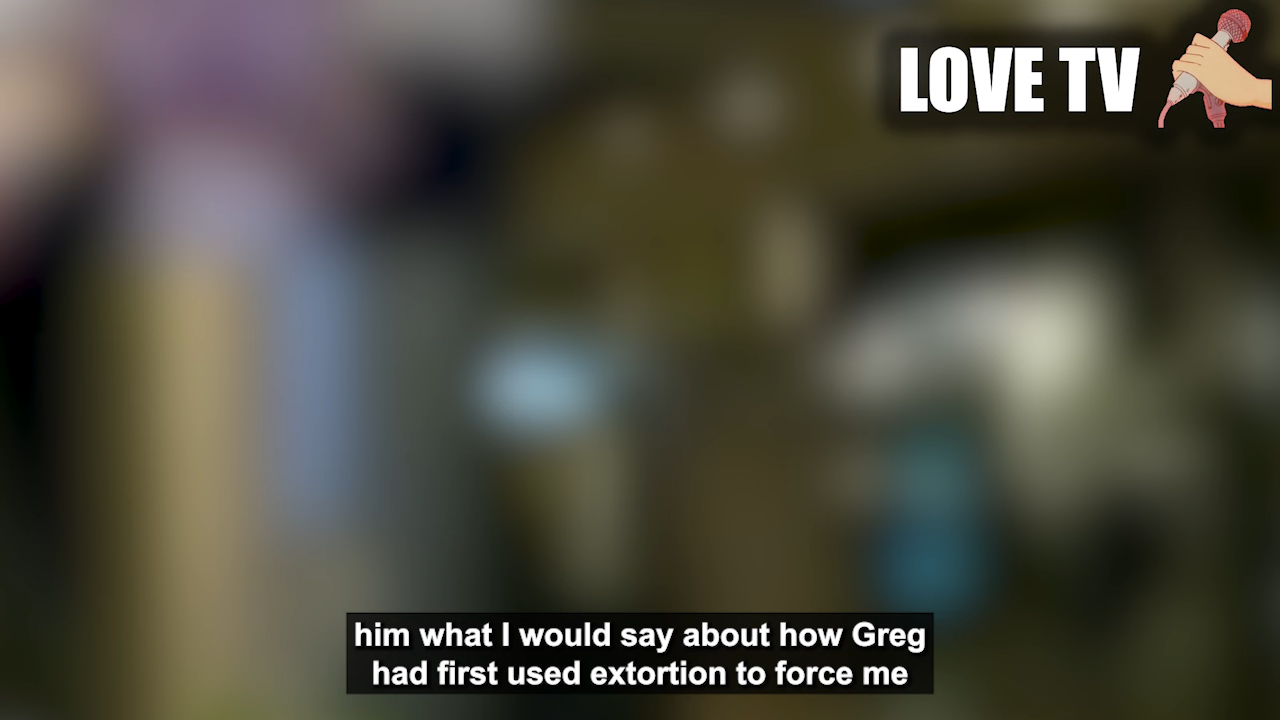 LOVE TV
him what I would say about how Greg
had first used extortion to force me